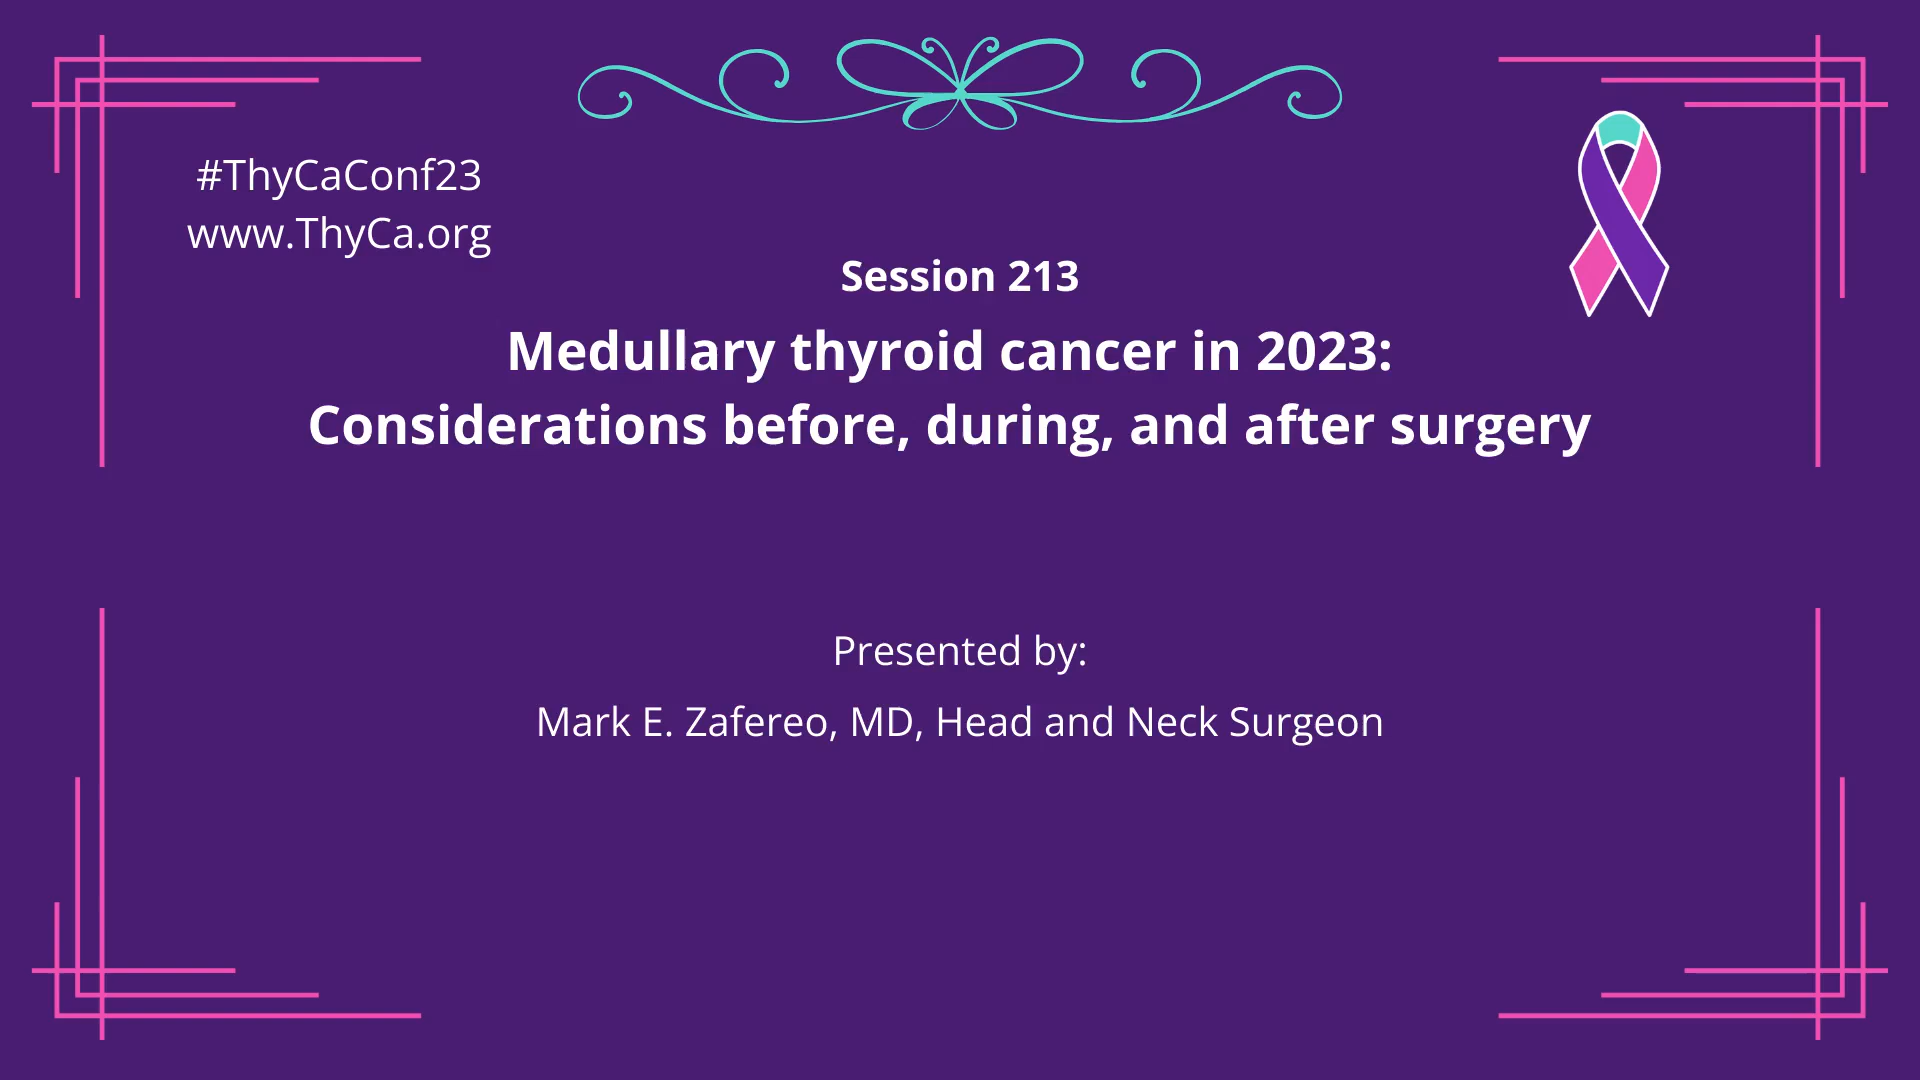 #ThyCaConf23
www.ThyCa.org
Session 213
Medullary thyroid cancer in 2023:
Considerations before, during, and after surgery
Presented by:
Mark E. Zafereo, MD, Head and Neck Surgeon